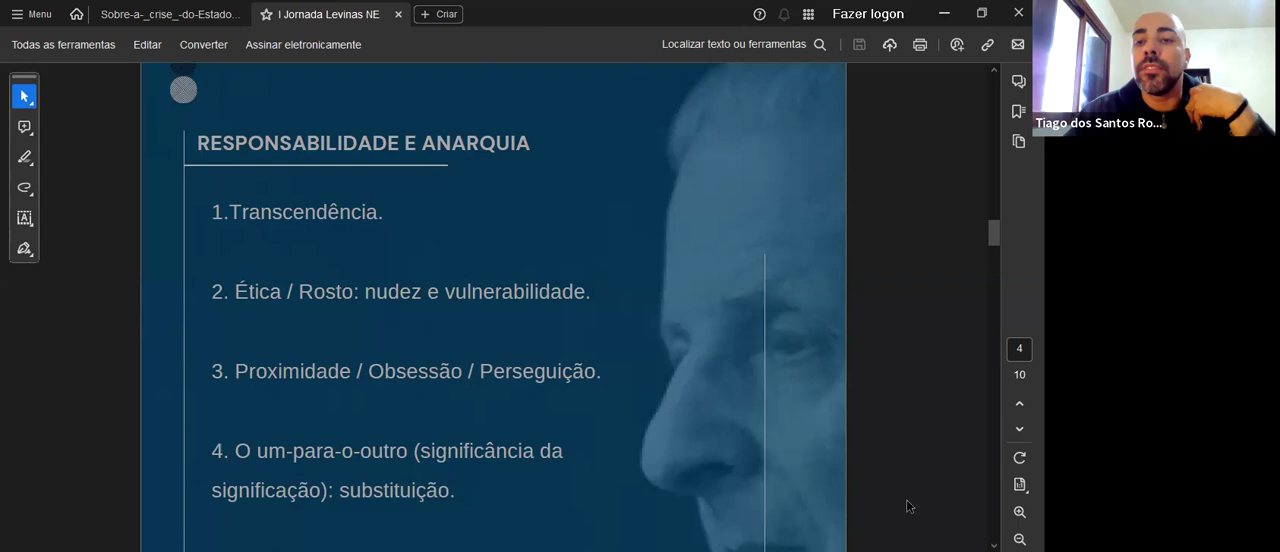 Menu
Sobre-a-_crise_-do-Estado...
I Jornada Levinas NE
Criar
Fazer logon
Todas as ferramentas
Editar
Converter
Assinar eletronicamente
Localizar texto ou ferramentas
Tiago dos Santos Ro...
RESPONSABILIDADE E ANARQUIA
1.Transcendência.
2. Ética / Rosto: nudez e vulnerabilidade.
3. Proximidade / Obsessão / Perseguição.
4. O um-para-o-outro (significância da
significação): substituição.
4
10